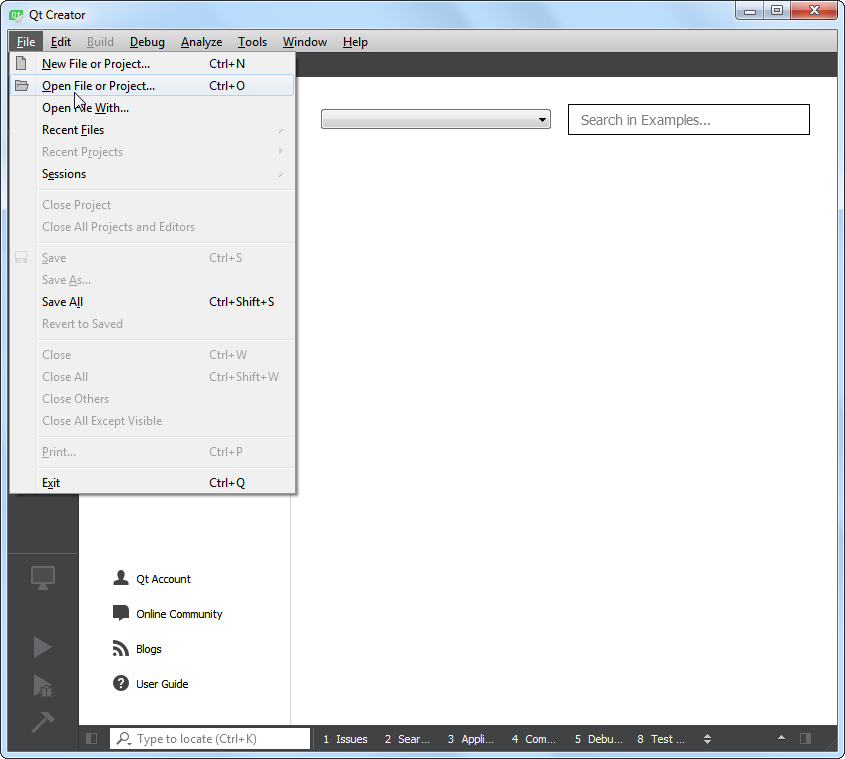 Qt Creator
File Edit Build Debug Analyze Tools Window Help
New File or Project... Ctrl+N
Open File or Project... Ctrl+O
Open File With...
Recent Files
Recent Projects
Sessions
Close Project
Close All Projects and Editors
Save Ctrl+S
Save As...
Save All Ctrl+Shift+S
Revert to Saved
Close Ctrl+W
Close All Ctrl+Shift+W
Close Others
Close All Except Visible
Print... Ctrl+P
Exit Ctrl+Q
Search in Examples...
Qt Account
Online Community
Blogs
User Guide
Type to locate (Ctrl+K) 1 Issues 2 Sear... 3 Appli... 4 Com... 5 Debu... 8 Test ...